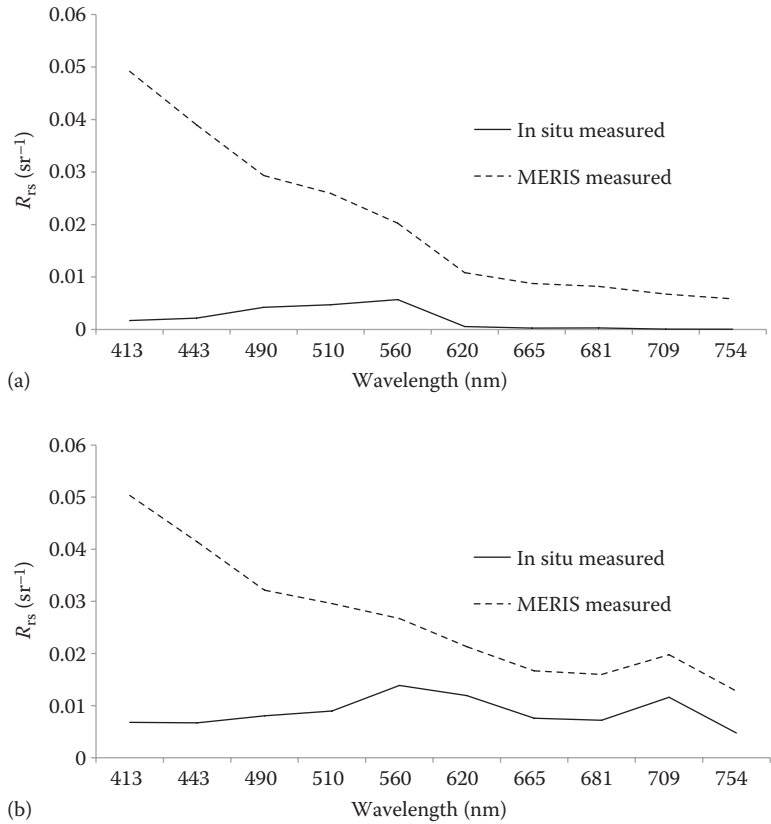 0.06
0.05
0.04
0.03
0.02
0.01
0
Rrs (sr−1)
In situ measured
MERIS measured
413 443 490 510 560 620 665 681 709 754
Wavelength (nm)
(a)
0.06
0.05
0.04
0.03
0.02
0.01
0
Rrs (sr−1)
In situ measured
MERIS measured
413 443 490 510 560 620 665 681 709 754
Wavelength (nm)
(b)